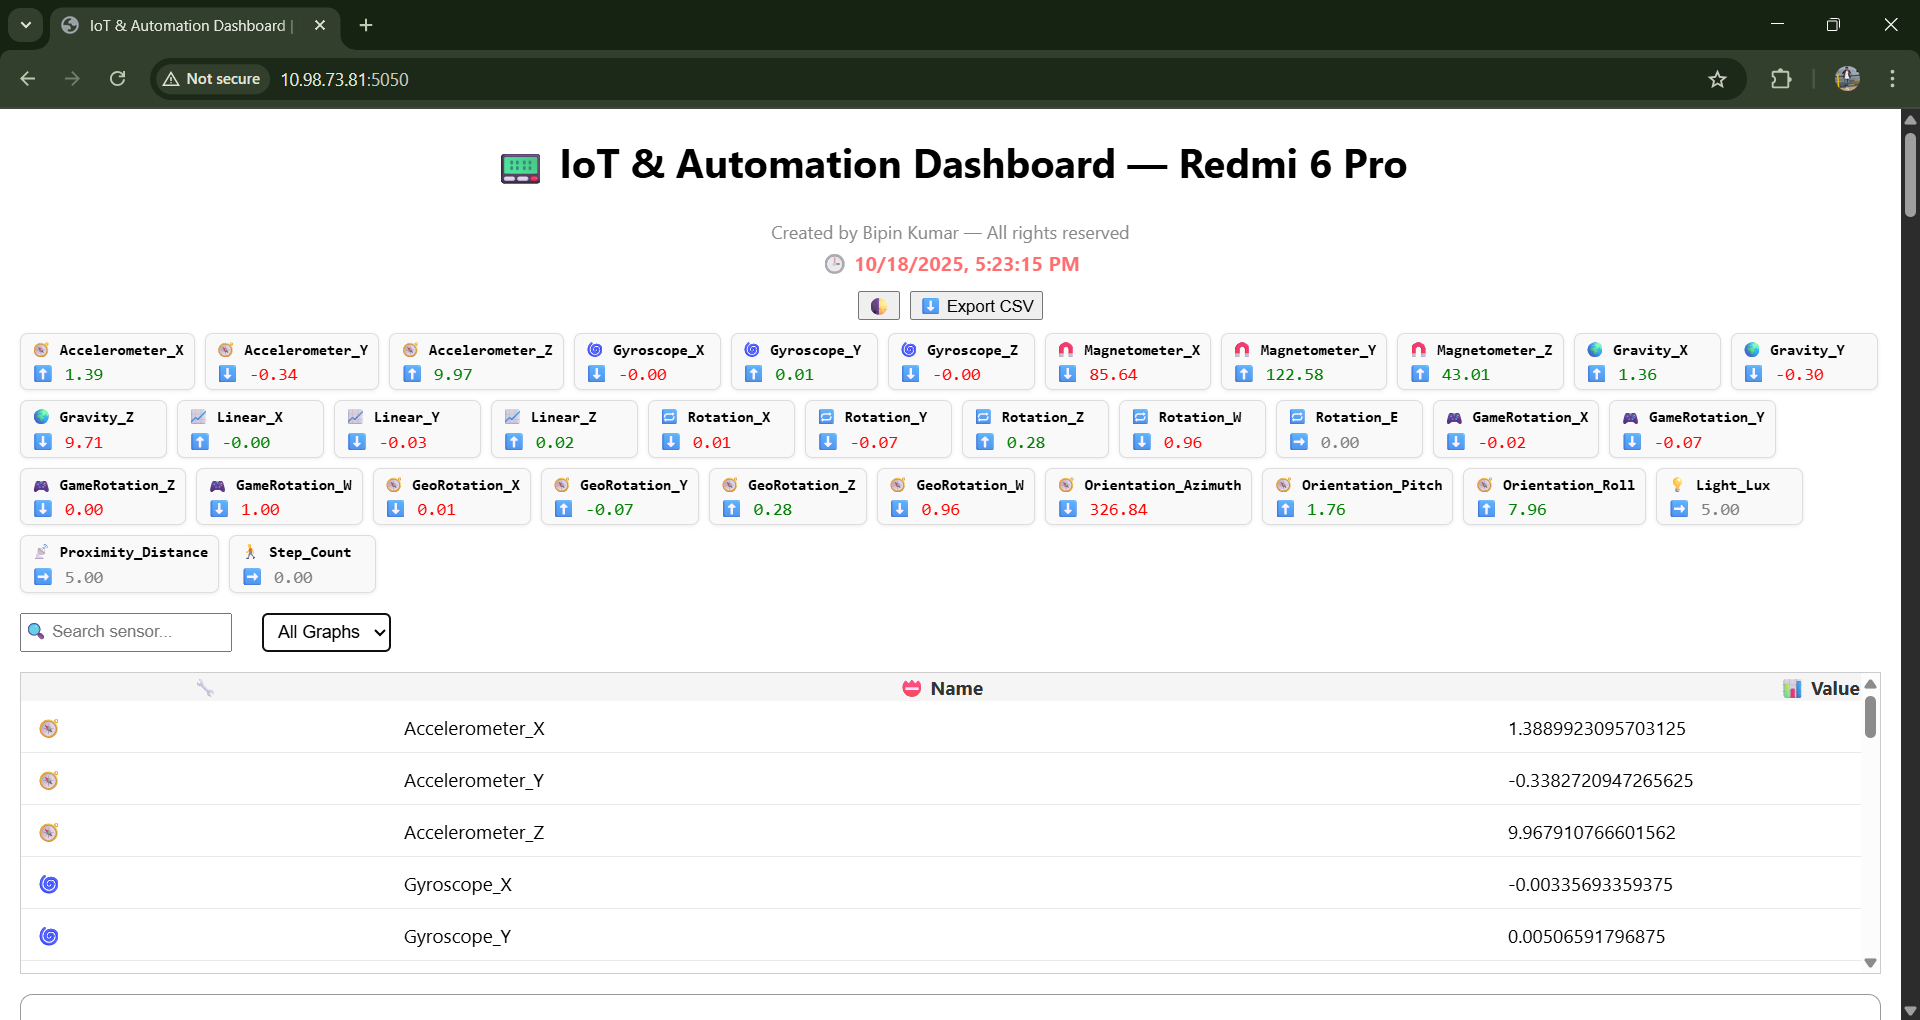 IoT & Automation Dashboard |
Not secure 10.98.73.81:5050
IoT & Automation Dashboard — Redmi 6 Pro
Created by Bipin Kumar — All rights reserved
10/18/2025, 5:23:15 PM
Export CSV
Accelerometer_X Accelerometer_Y Accelerometer_Z Gyroscope_X Gyroscope_Y Gyroscope_Z Magnetometer_X Magnetometer_Y Magnetometer_Z Gravity_X Gravity_Y
1.39 -0.34 9.97 -0.00 0.01 -0.00 85.64 122.58 43.01 1.36 -0.30
Gravity_Z Linear_X Linear_Y Linear_Z Rotation_X Rotation_Y Rotation_Z Rotation_W Rotation_E GameRotation_X GameRotation_Y
9.71 -0.00 -0.03 0.02 0.01 -0.07 0.28 0.96 0.00 -0.02 -0.07
GameRotation_Z GameRotation_W GeoRotation_X GeoRotation_Y GeoRotation_Z GeoRotation_W Orientation_Azimuth Orientation_Pitch Orientation_Roll Light_Lux
0.00 1.00 0.01 -0.07 0.28 0.96 326.84 1.76 7.96 5.00
Proximity_Distance Step_Count
5.00 0.00
Search sensor... All Graphs
Name Value
Accelerometer_X 1.3889923095703125
Accelerometer_Y -0.3382720947265625
Accelerometer_Z 9.967910766601562
Gyroscope_X -0.00335693359375
Gyroscope_Y 0.00506591796875